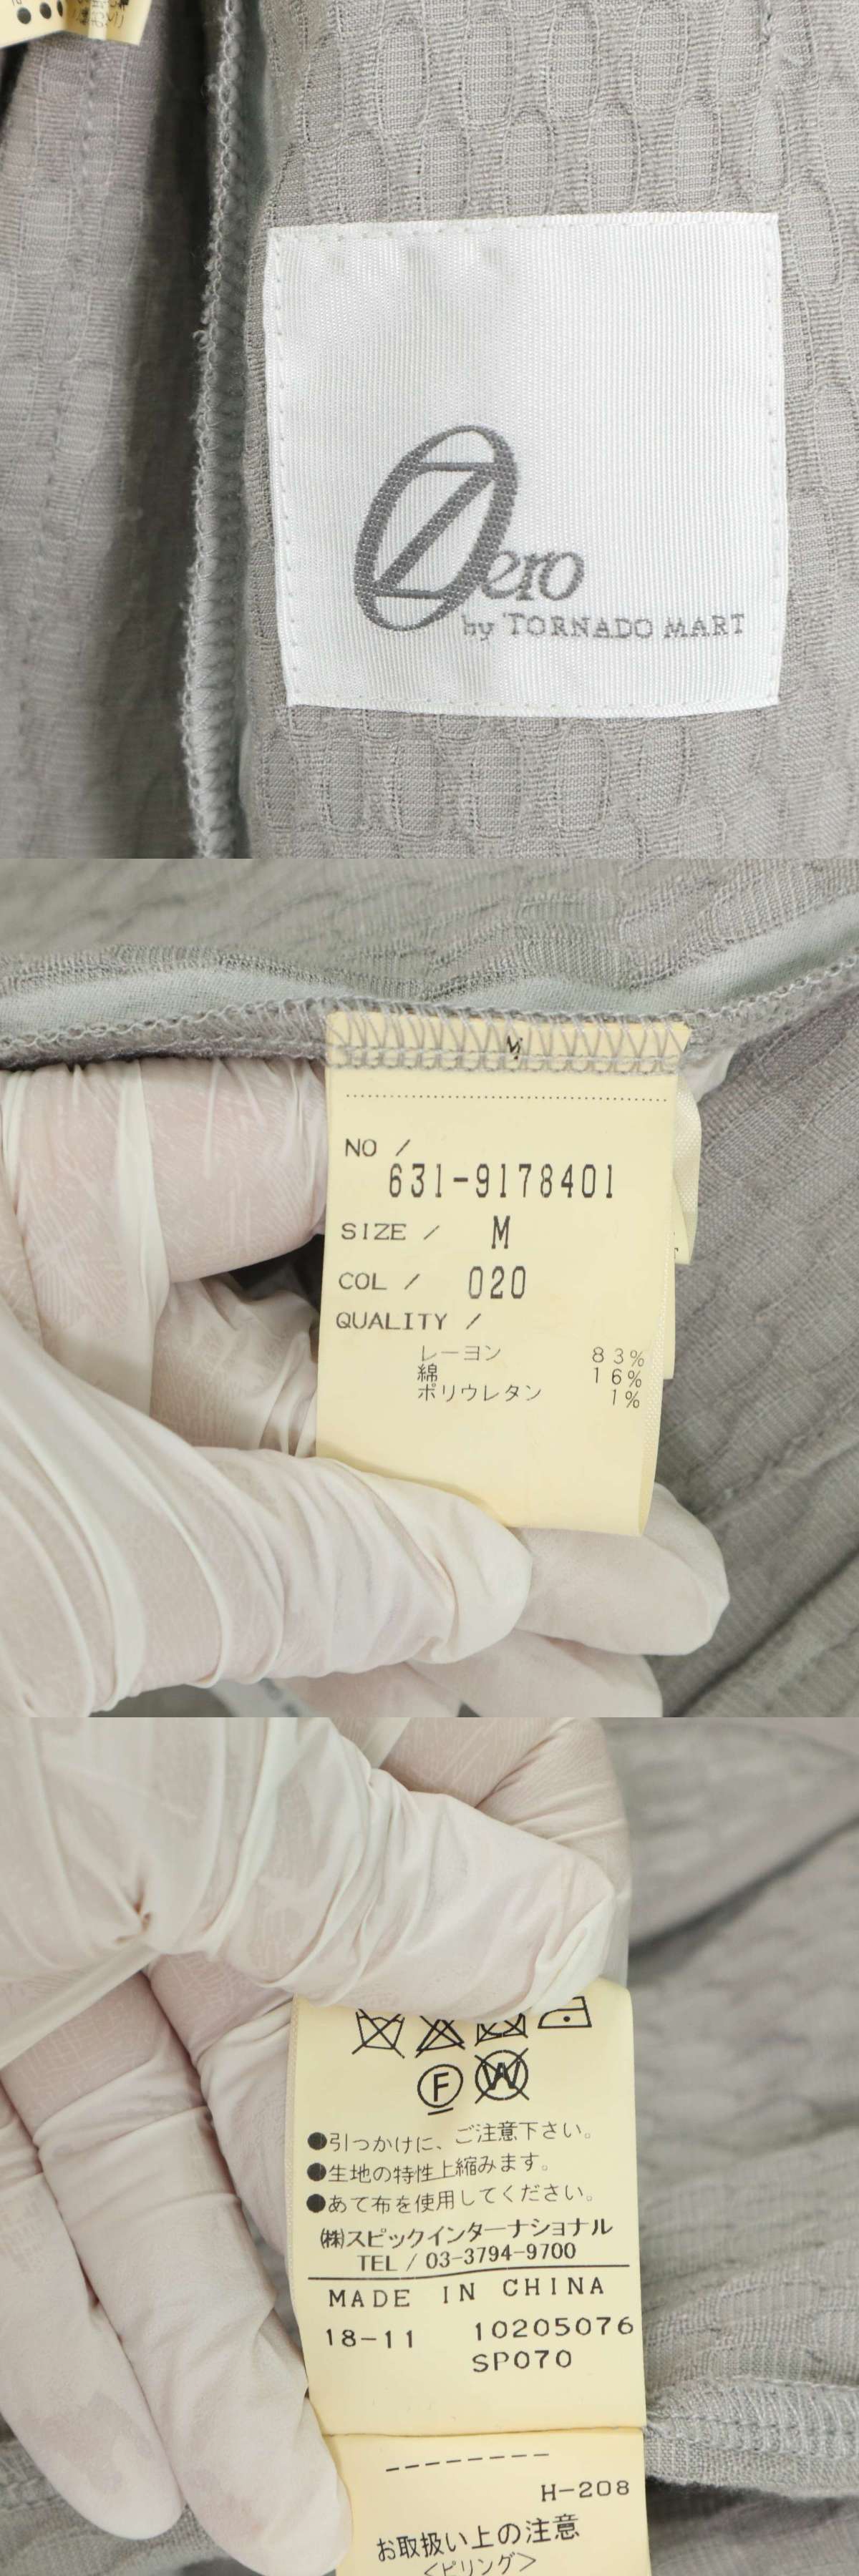 Zero
by TORNADO MART
M
NO /
631-9178401
SIZE / M
COL / 020
QUALITY /
レーヨン 83%
綿 16%
ポリウレタン 1%
F W
●引っかけに、ご注意下さい。
●生地の特性上縮みます。
●あて布を使用してください。
㈱スピックインターナショナル
TEL / 03-3794-9700
MADE IN CHINA
18-11 10205076
SP070
H-208
お取扱い上の注意
<ピリング>